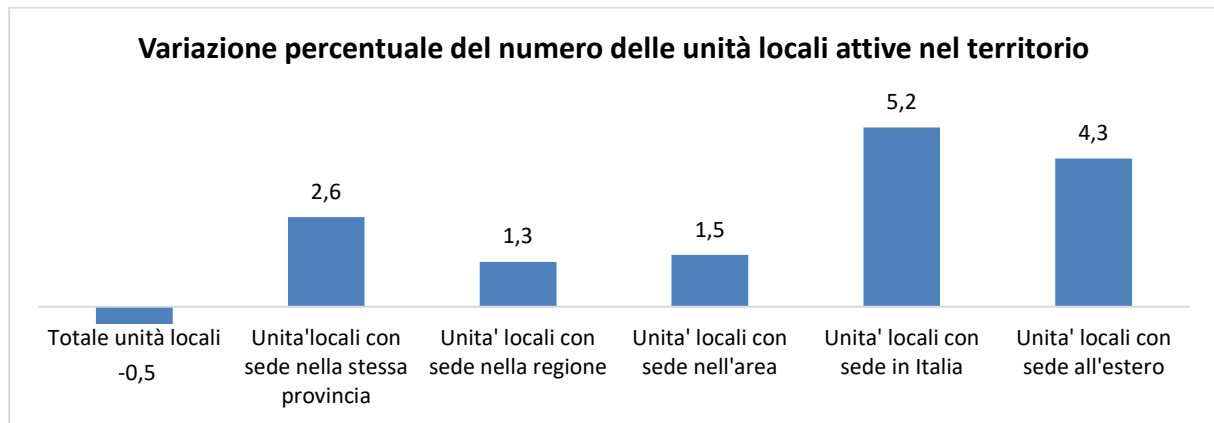 Variazione percentuale del numero delle unità locali attive nel territorio
5,2
4,3
2,6
1,3
1,5
Totale unità locali
-0,5
Unita'locali con
sede nella stessa
provincia
Unita' locali con
sede nella regione
Unita' locali con
sede nell'area
Unita' locali con
sede in Italia
Unita' locali con
sede all'estero